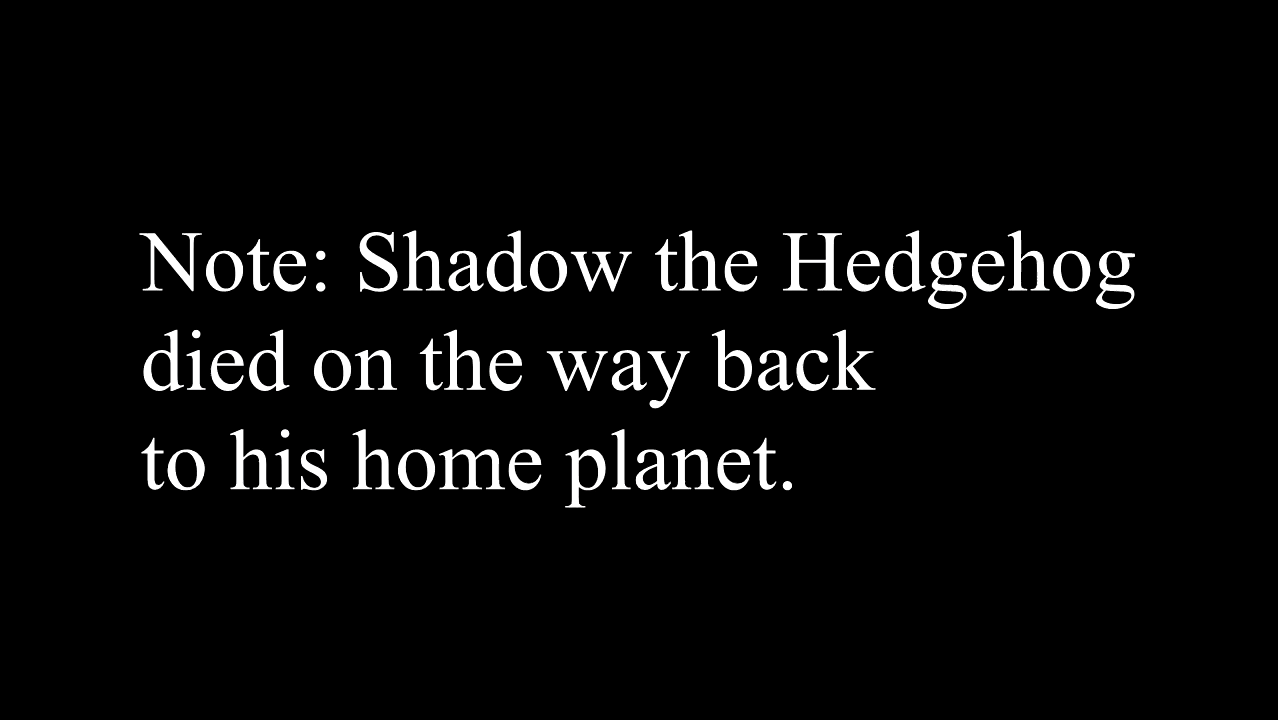 Note: Shadow the Hedgehog
died on the way back
to his home planet.